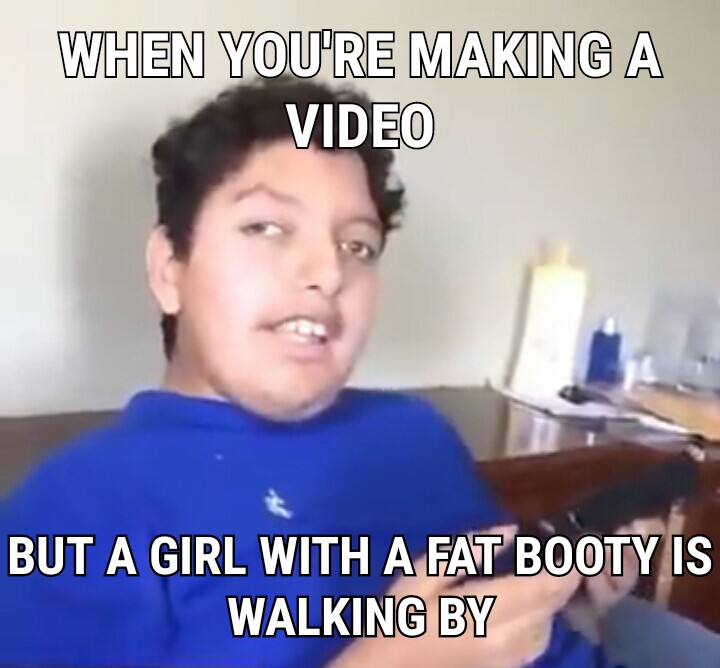 WHEN YOU'RE MAKING A
VIDEO
BUT A GIRL WITH A FAT BOOTY IS
WALKING BY